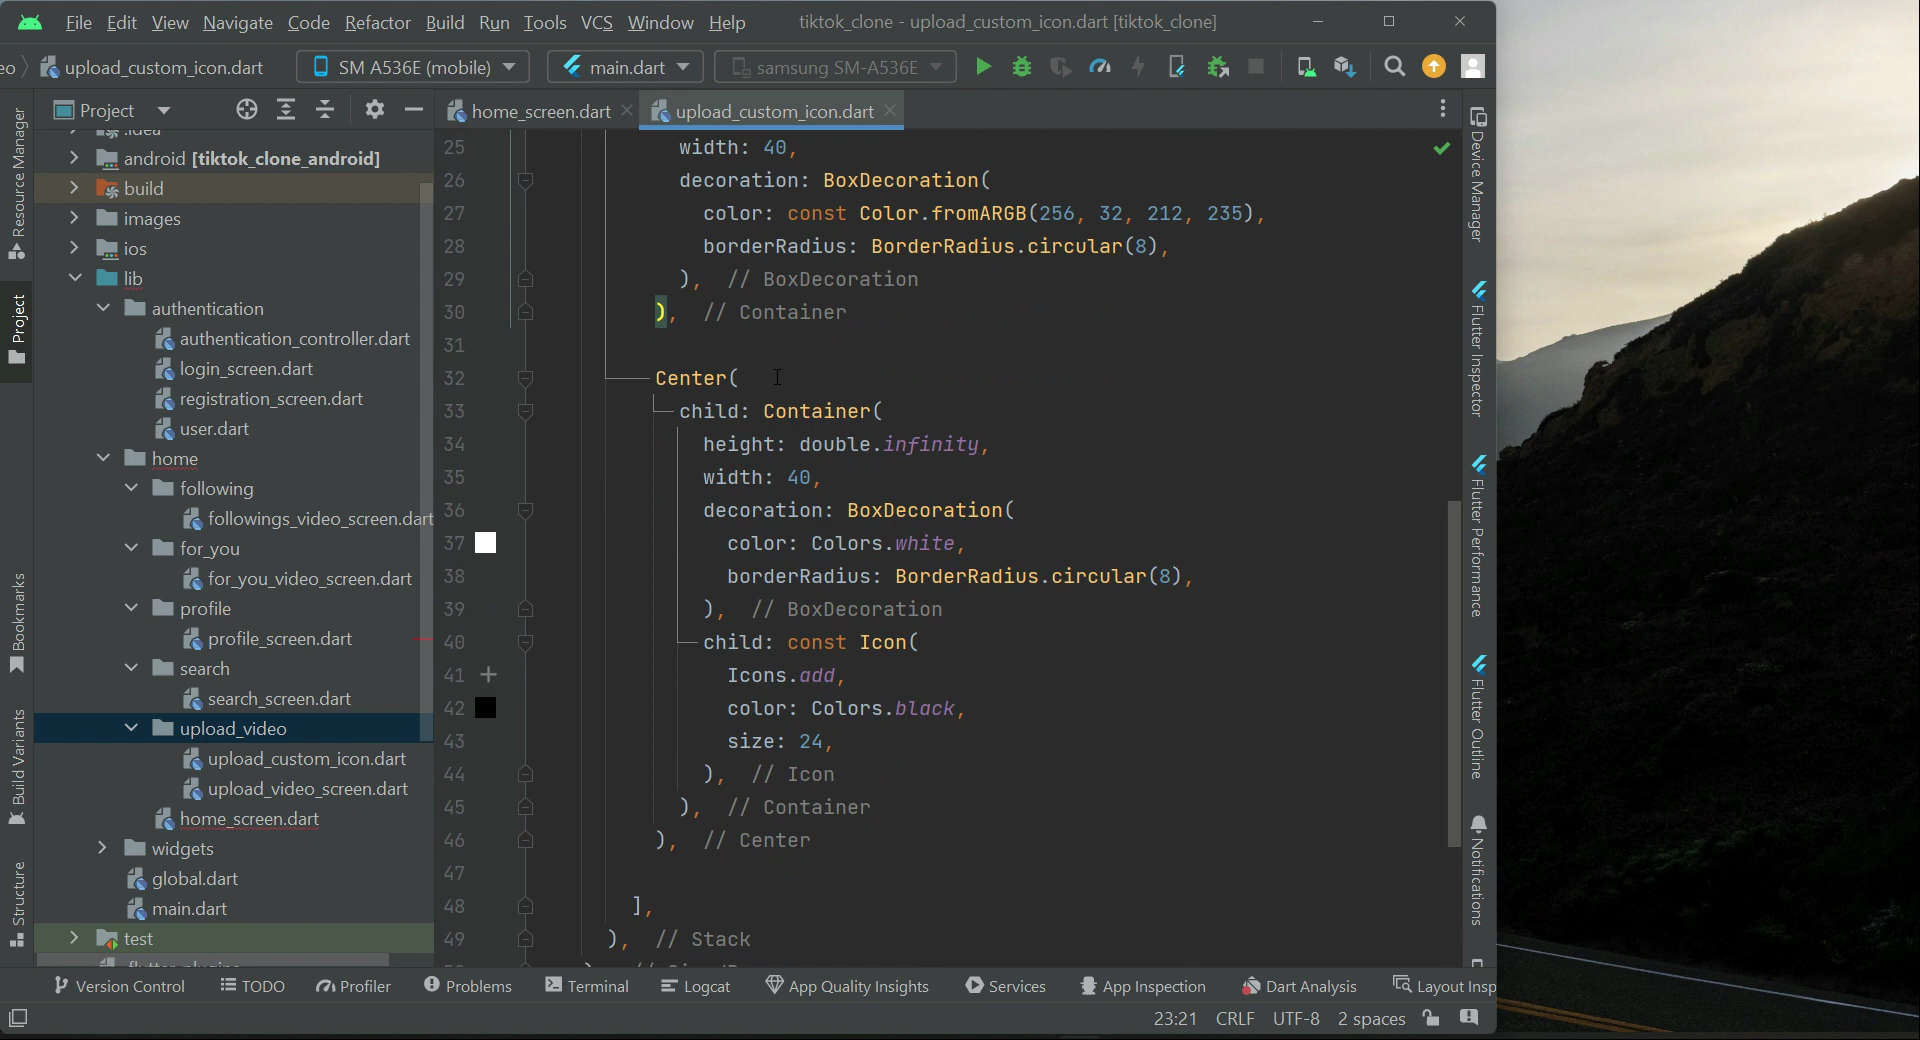 File Edit View Navigate Code Refactor Build Run Tools VCS Window Help tiktok_clone - upload_custom_icon.dart [tiktok_clone]
eo upload_custom_icon.dart SM A536E (mobile) main.dart samsung SM-A536E
Project
home_screen.dart upload_custom_icon.dart
.idea
android [tiktok_clone_android]
build
images
ios
lib
authentication
authentication_controller.dart
login_screen.dart
registration_screen.dart
user.dart
home
following
followings_video_screen.dart
for_you
for_you_video_screen.dart
profile
profile_screen.dart
search
search_screen.dart
upload_video
upload_custom_icon.dart
upload_video_screen.dart
home_screen.dart
widgets
global.dart
main.dart
test
25 width: 40,
26 decoration: BoxDecoration(
27 color: const Color.fromARGB(256, 32, 212, 235),
28 borderRadius: BorderRadius.circular(8),
29 ), // BoxDecoration
30 ), // Container
31
32 Center(
33 child: Container(
34 height: double.infinity,
35 width: 40,
36 decoration: BoxDecoration(
37 color: Colors.white,
38 borderRadius: BorderRadius.circular(8),
39 ), // BoxDecoration
40 child: const Icon(
41 Icons.add,
42 color: Colors.black,
43 size: 24,
44 ), // Icon
45 ), // Container
46 ), // Center
47
48 ],
49 ), // Stack
Resource Manager
Project
Bookmarks
Build Variants
Structure
Device Manager
Flutter Inspector
Flutter Performance
Flutter Outline
Notifications
Version Control TODO Profiler Problems Terminal Logcat App Quality Insights Services App Inspection Dart Analysis Layout Insp
23:21 CRLF UTF-8 2 spaces